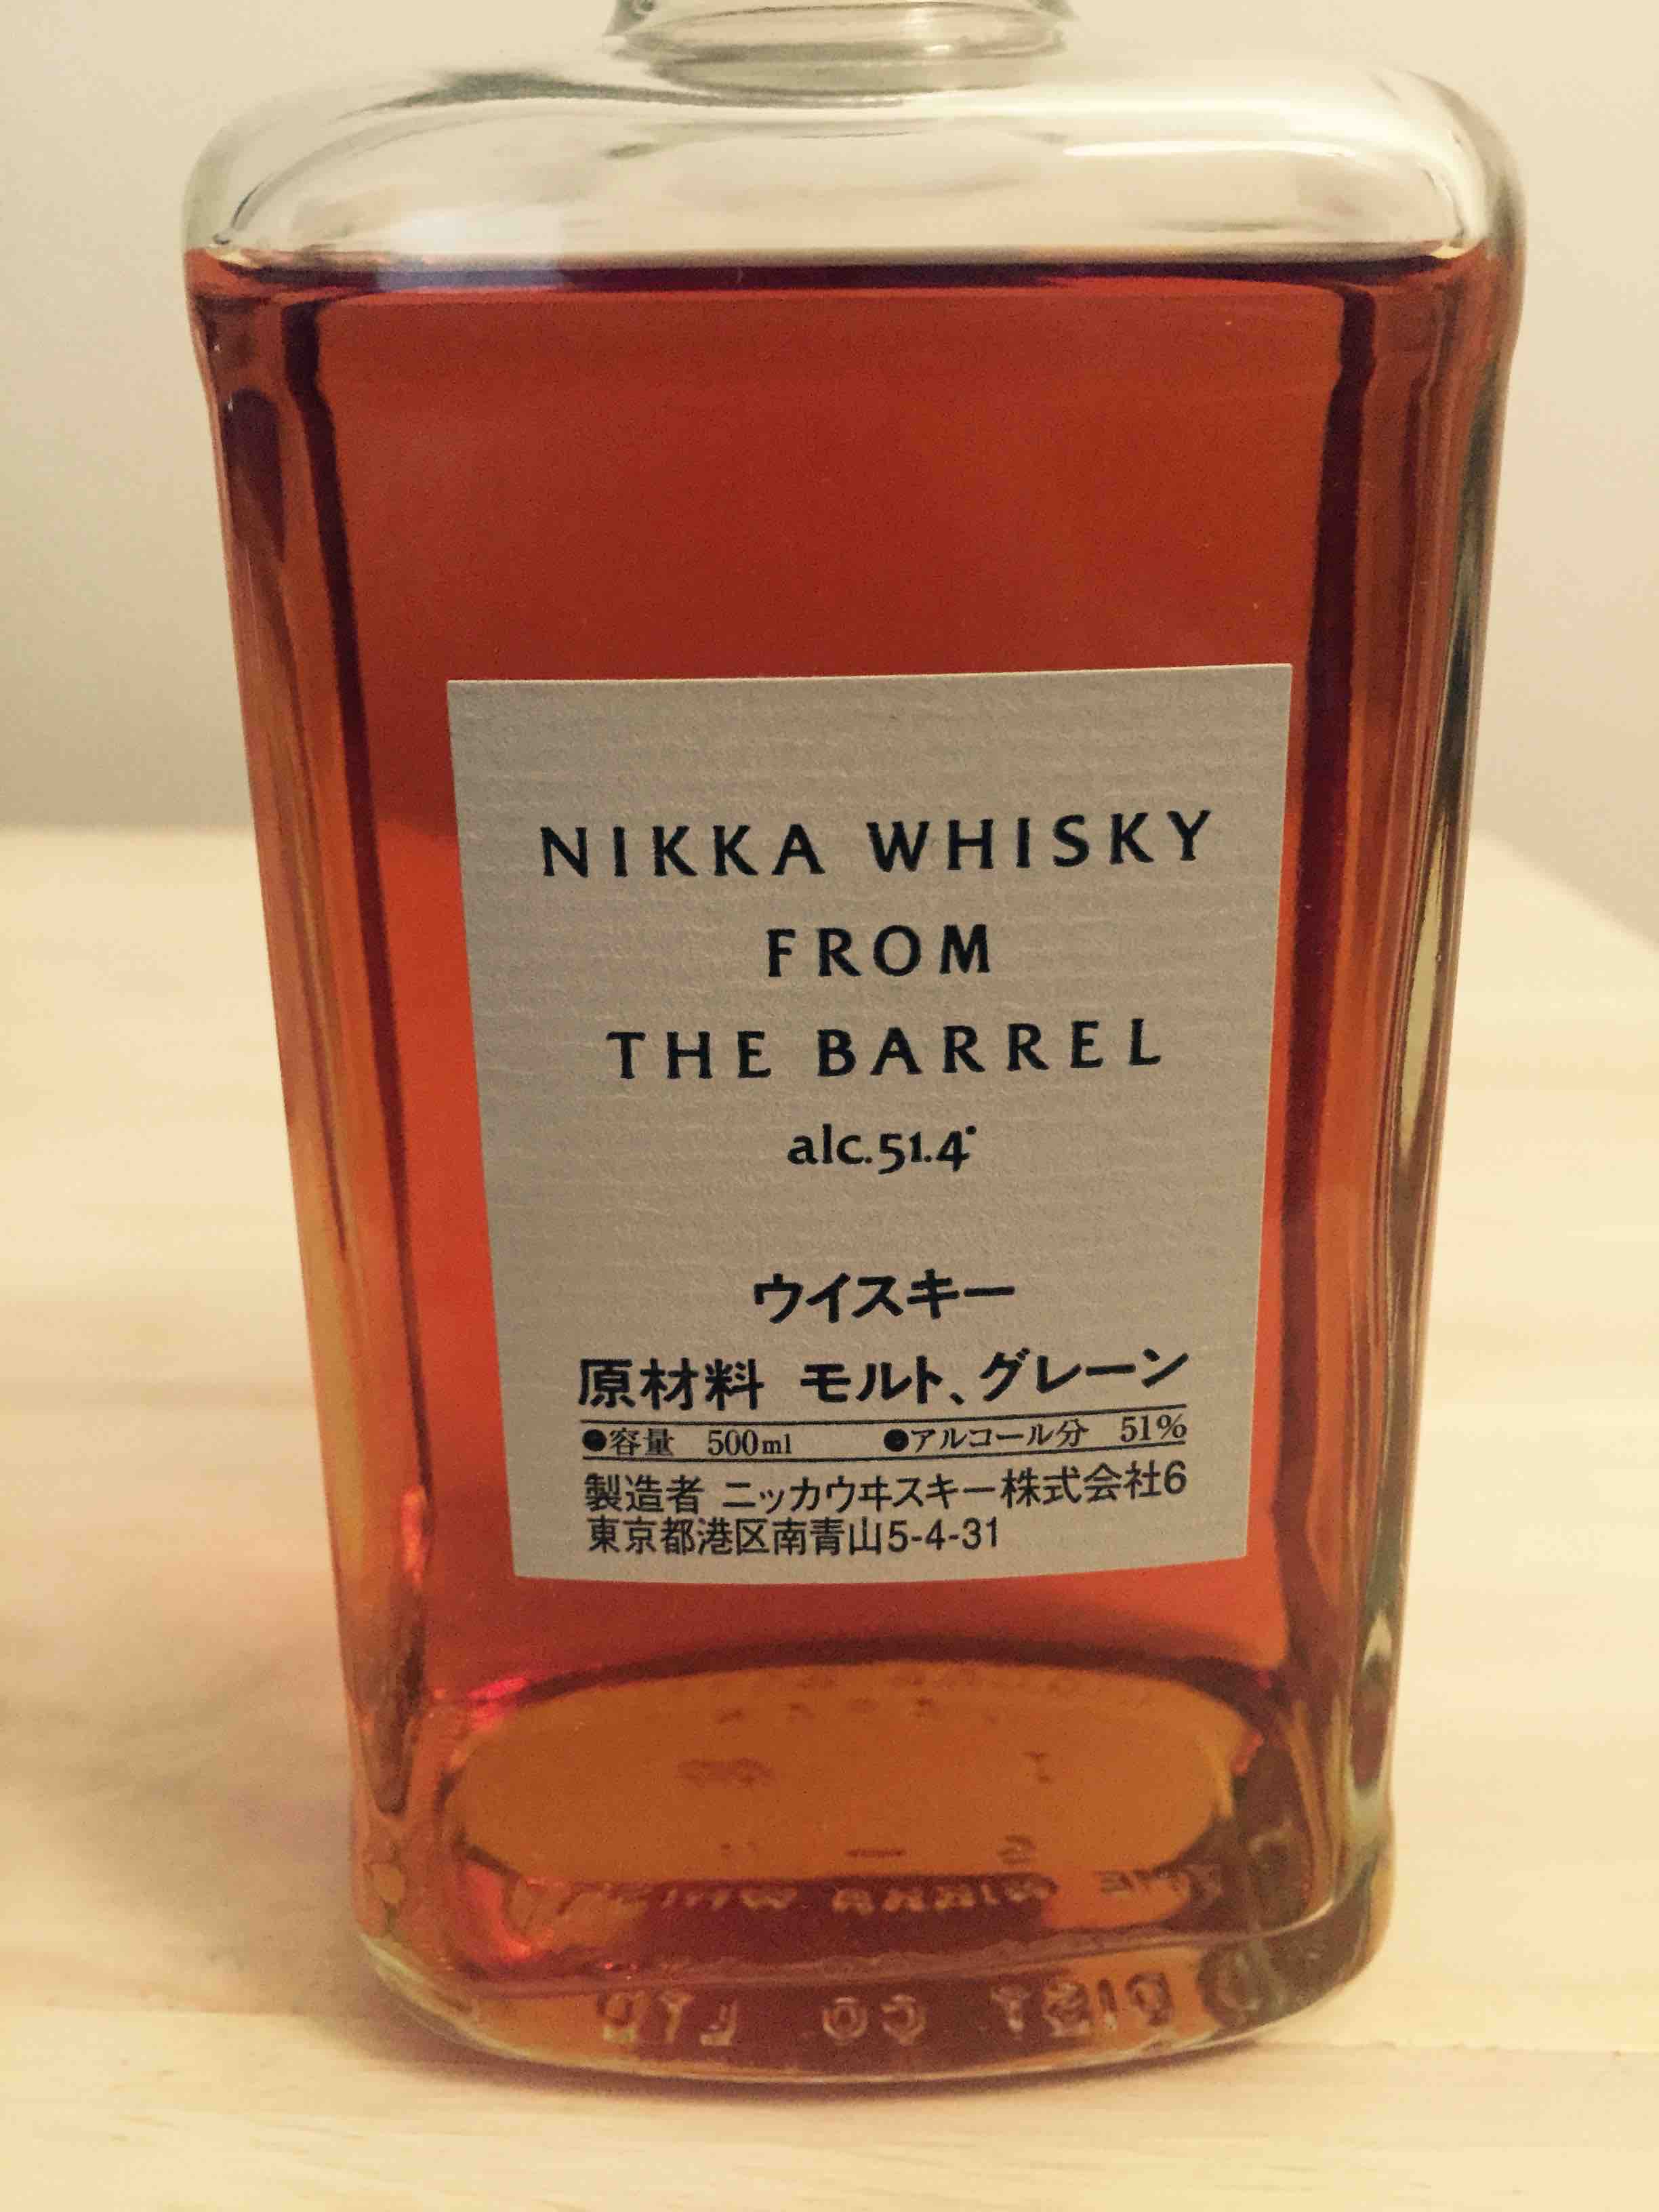 NIKKA WHISKY
FROM
THE BARREL
alc.51.4°
ウイスキー
原材料 モルト、グレーン
●容量 500ml ●アルコール分 51%
製造者 ニッカウヰスキー株式会社6
東京都港区南青山5-4-31